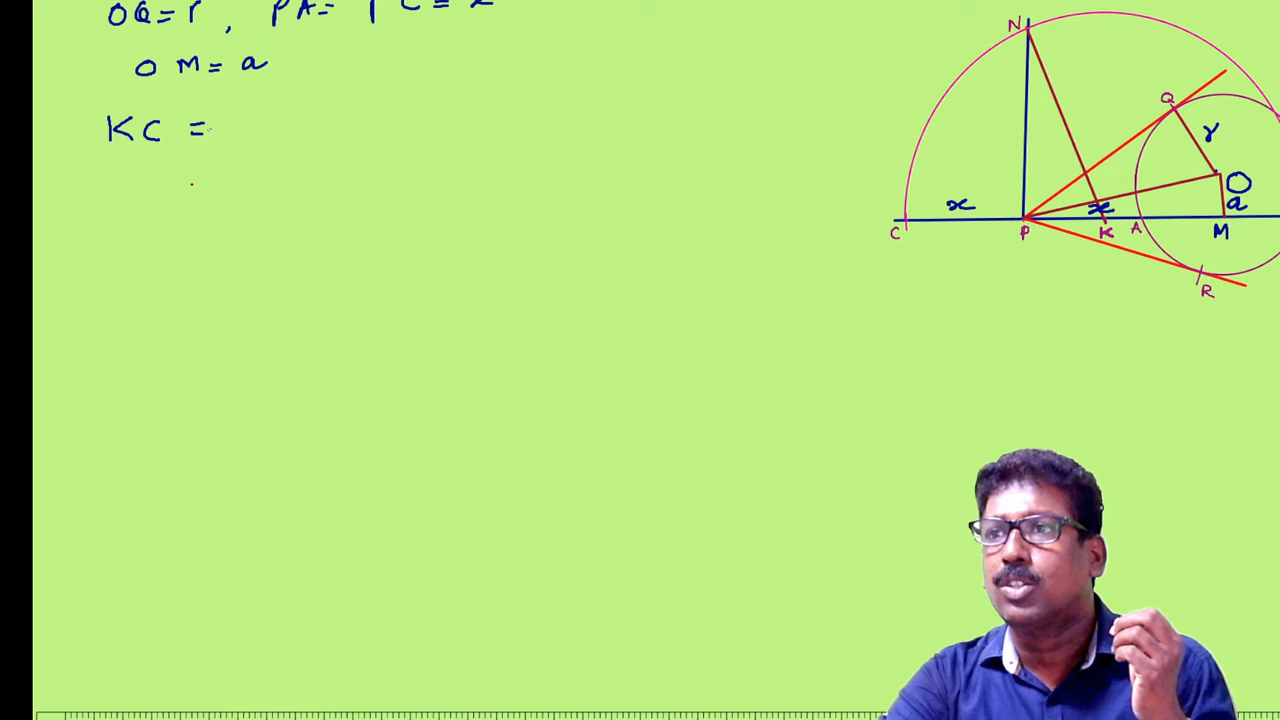 OQ = r, PA = PC = x
OM = a
KC =
N
Q
r
O
x
x
a
C
P
K
A
M
R